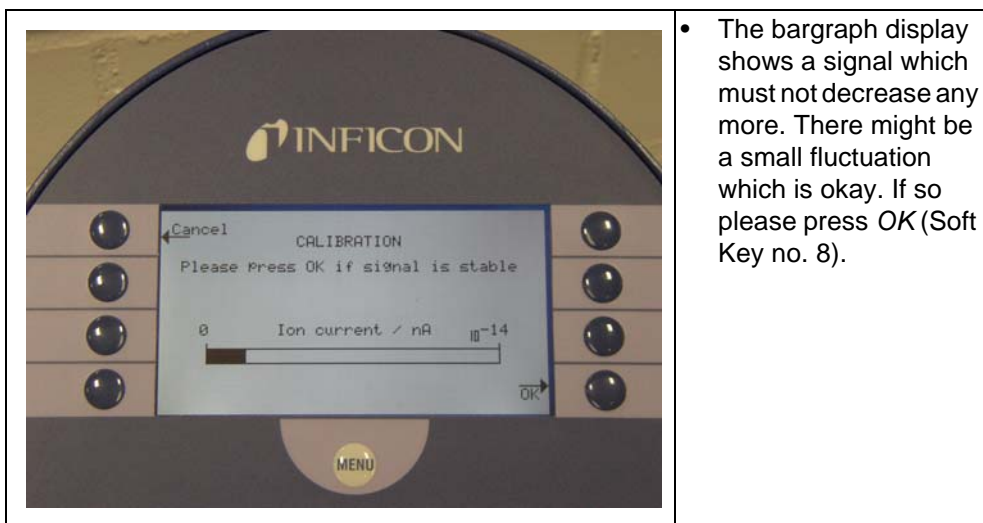 INFICON
Cancel
CALIBRATION
Please press OK if signal is stable
0 Ion current / nA 10-14
OK
MENU
• The bargraph display
shows a signal which
must not decrease any
more. There might be
a small fluctuation
which is okay. If so
please press OK (Soft
Key no. 8).